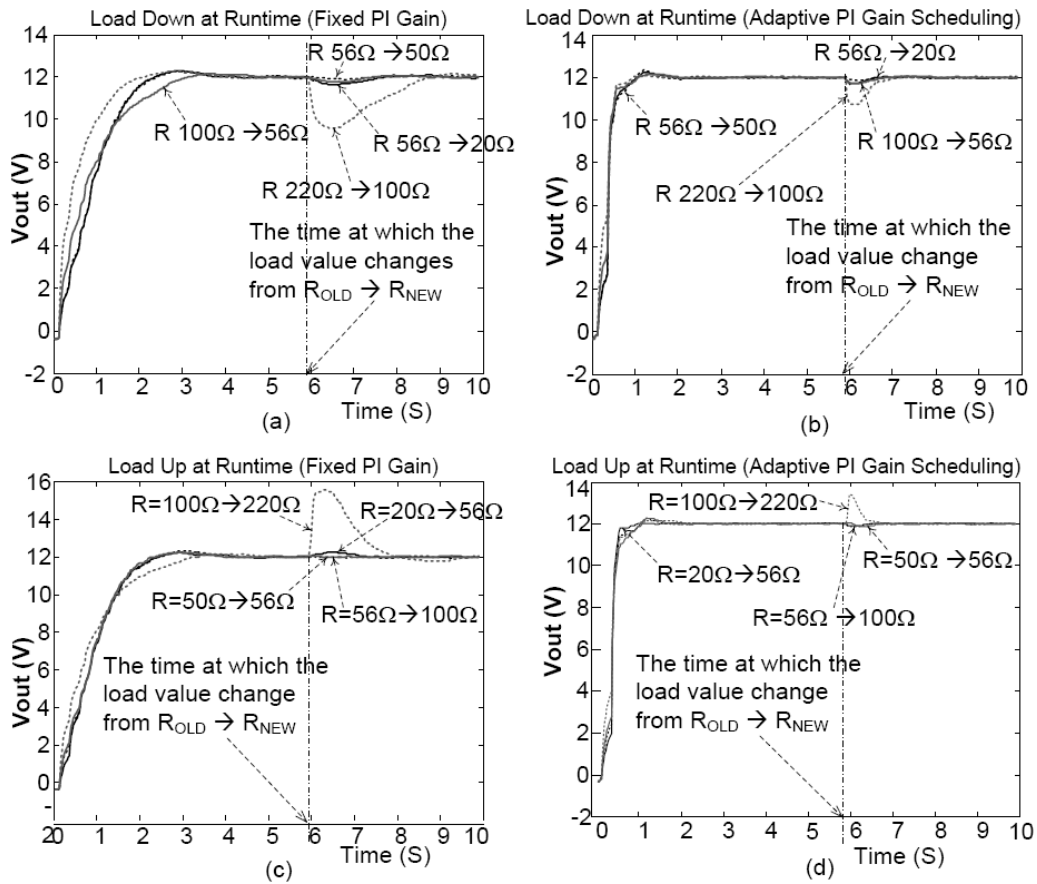 Load Down at Runtime (Fixed PI Gain)
14
12
10
8
6
4
2
0
-2
Vout (V)
R 56Ω→50Ω
R 100Ω→56Ω
R 56Ω→20Ω
R 220Ω→100Ω
The time at which the
load value changes
from ROLD → RNEW
0 1 2 3 4 5 6 7 8 9 10
Time (S)
(a)
Load Down at Runtime (Adaptive PI Gain Scheduling)
14
12
10
8
6
4
2
0
-2
Vout (V)
R 56Ω→20Ω
R 56Ω→50Ω
R 100Ω→56Ω
R 220Ω→100Ω
The time at which the
load value change
from ROLD → RNEW
0 1 2 3 4 5 6 7 8 9 10
Time (S)
(b)
Load Up at Runtime (Fixed PI Gain)
16
14
12
10
8
6
4
2
0
-
2
Vout (V)
R=100Ω→220Ω
R=20Ω→56Ω
R=50Ω→56Ω
R=56Ω→100Ω
The time at which the
load value change
from ROLD → RNEW
0 1 2 3 4 5 6 7 8 9 10
Time (S)
(c)
Load Up at Runtime (Adaptive PI Gain Scheduling)
14
12
10
8
6
4
2
0
-2
Vout (V)
R=100Ω→220Ω
R=20Ω→56Ω
R=50Ω →56Ω
R=56Ω →100Ω
The time at which the
load value change
from ROLD → RNEW
0 1 2 3 4 5 6 7 8 9 10
Time (S)
(d)